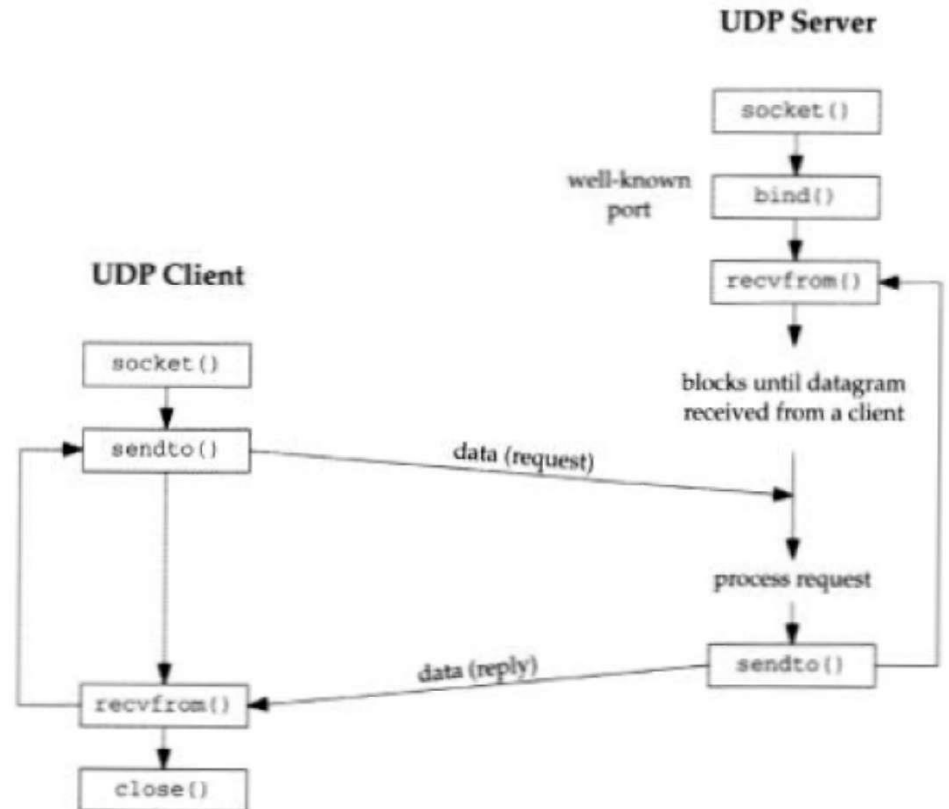 UDP Server
socket()
well-known
port
bind()
recvfrom()
blocks until datagram
received from a client
UDP Client
socket()
sendto()
data (request)
process request
sendto()
data (reply)
recvfrom()
close()